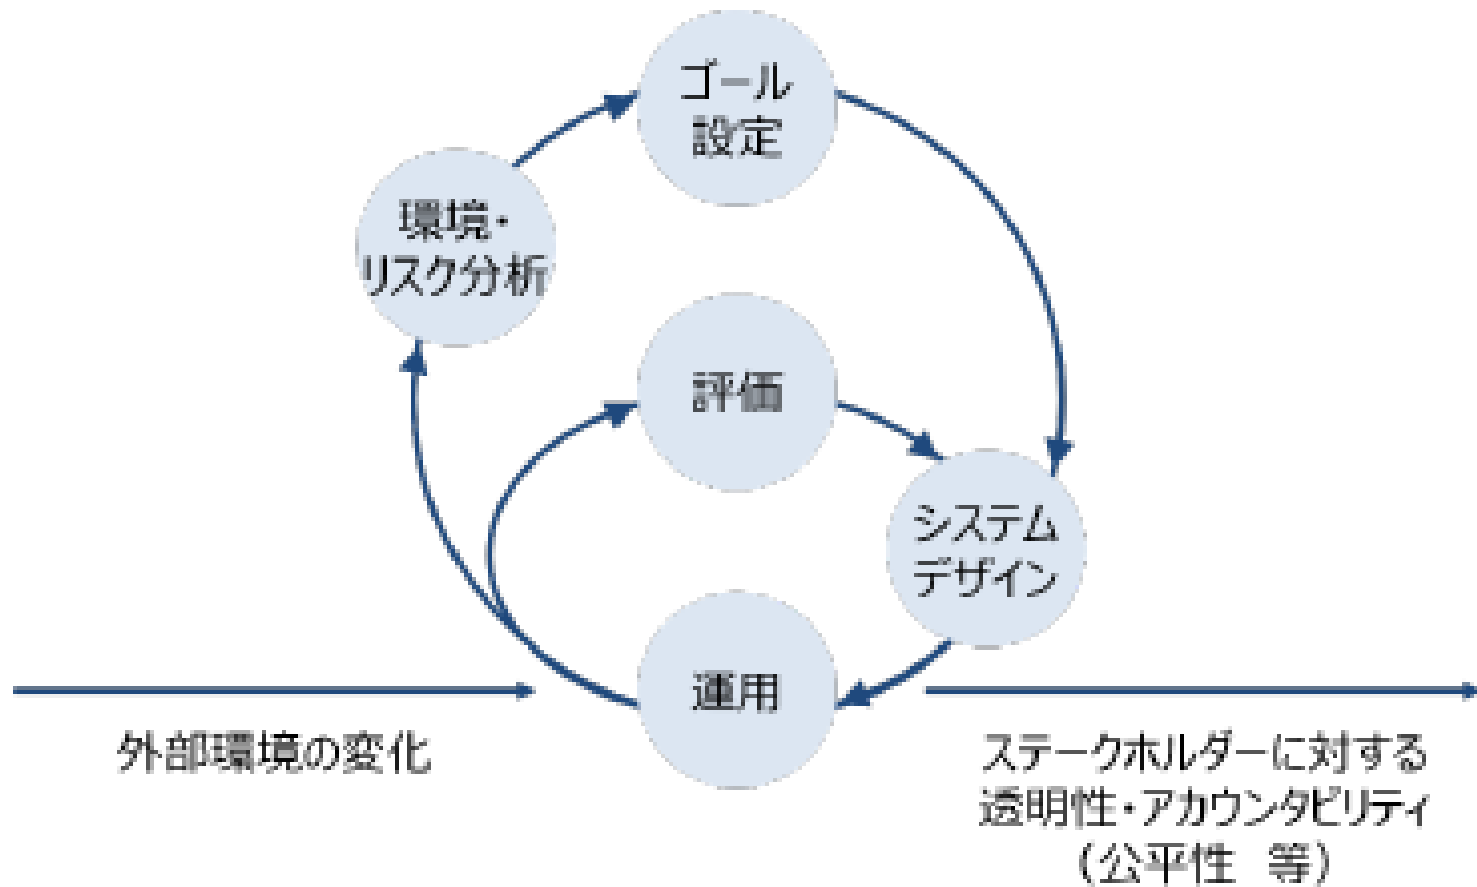 ゴール
設定
環境・
リスク分析
評価
システム
デザイン
運用
外部環境の変化
ステークホルダーに対する
透明性・アカウンタビリティ
（公平性　等）